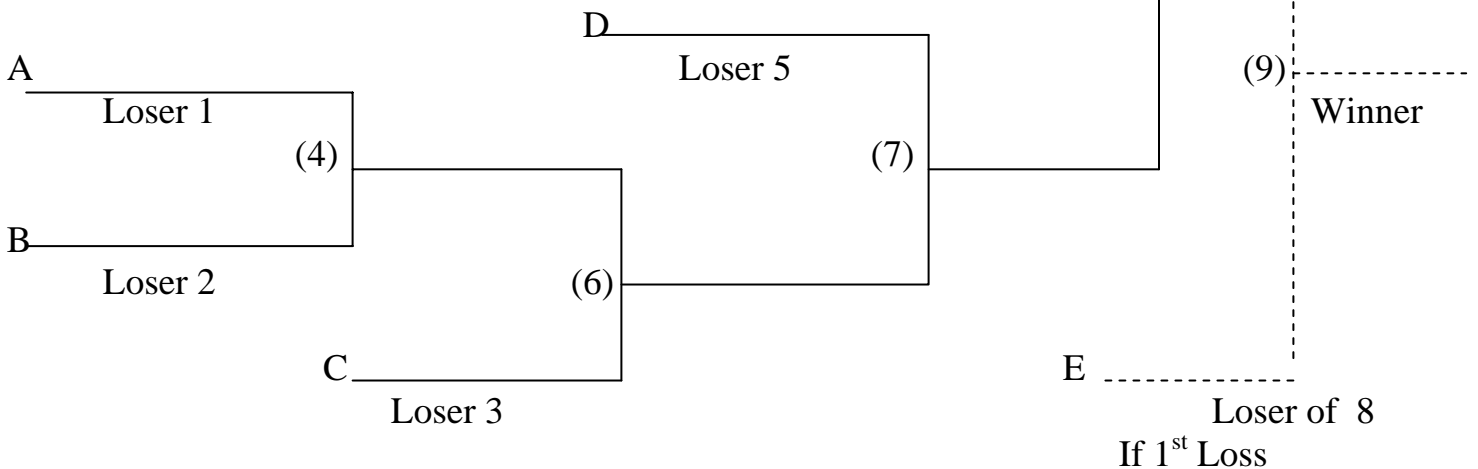 D
Loser 5
A
Loser 1
(9)
Winner
(4)
(7)
B
Loser 2
(6)
C
Loser 3
E
Loser of 8
If 1st Loss